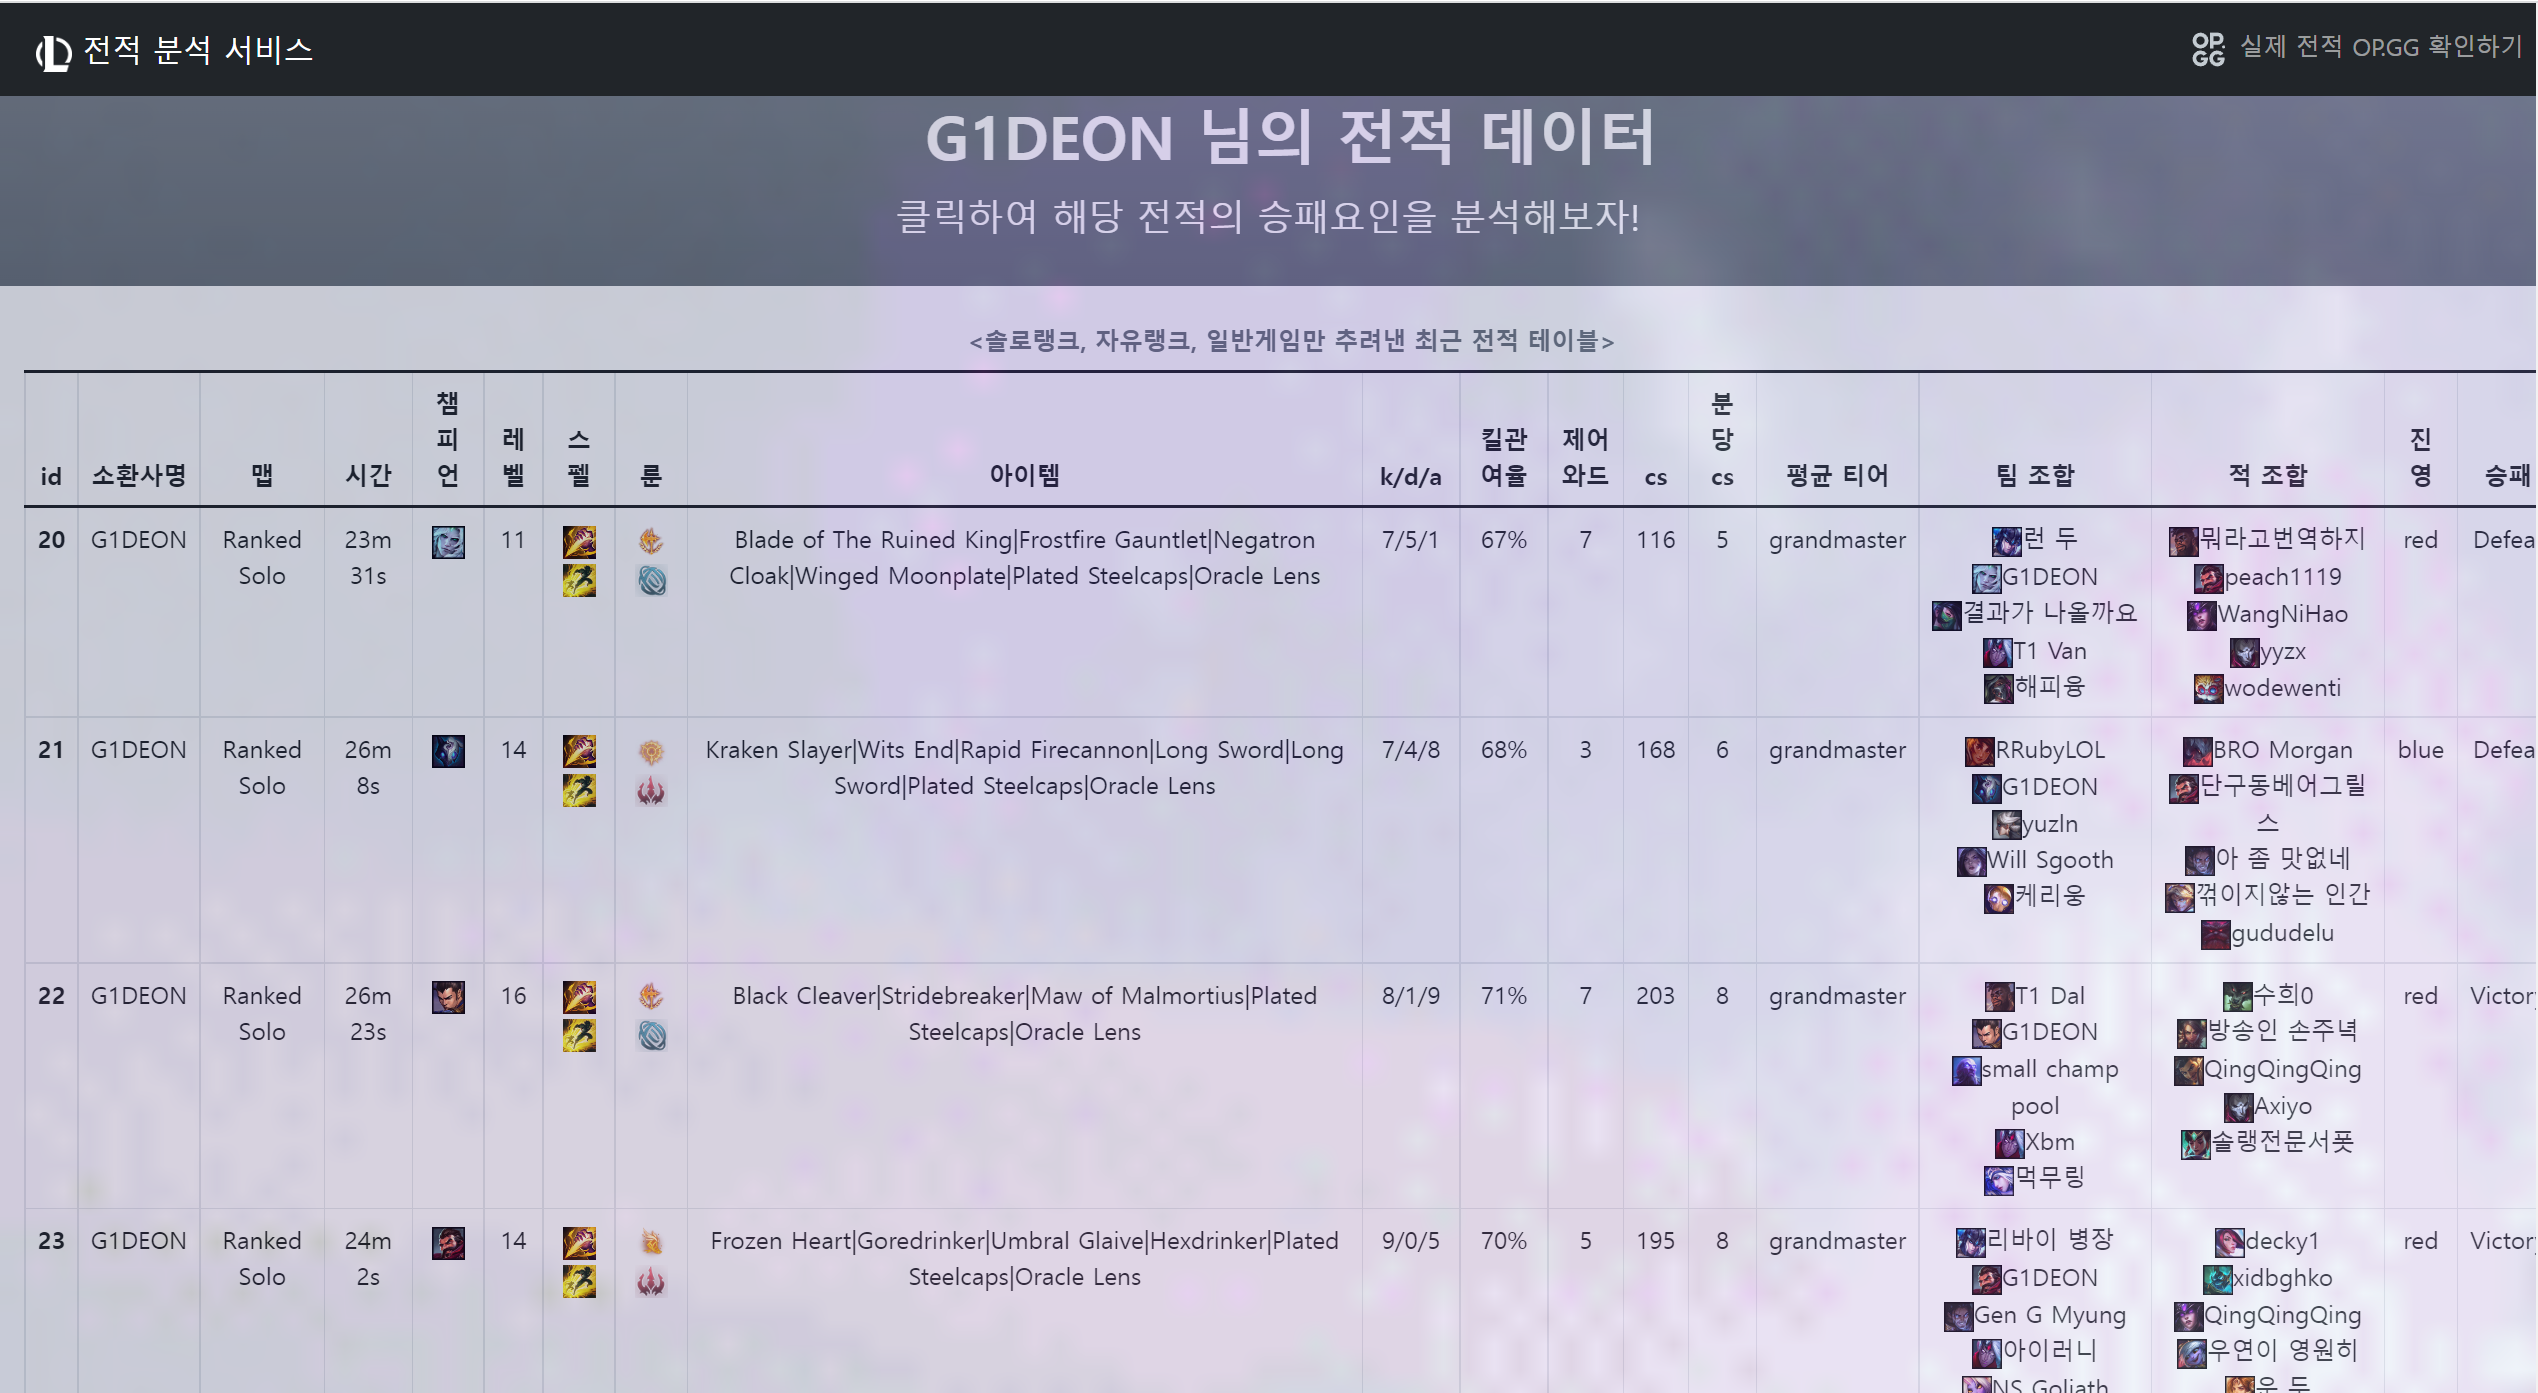 전적 분석 서비스
OP.GG 실제 전적 OP.GG 확인하기
G1DEON 님의 전적 데이터
클릭하여 해당 전적의 승패요인을 분석해보자!
<솔로랭크, 자유랭크, 일반게임만 추려낸 최근 전적 테이블>
id 소환사명 맵 시간 챔피언 레벨 스펠 룬 아이템 k/d/a 킬관여율 제어와드 cs 분당cs 평균 티어 팀 조합 적 조합 진영 승패
20 G1DEON Ranked Solo 23m 31s 11
Blade of The Ruined King|Frostfire Gauntlet|Negatron
Cloak|Winged Moonplate|Plated Steelcaps|Oracle Lens
7/5/1 67% 7 116 5 grandmaster
런 두
G1DEON
결과가 나올까요
T1 Van
해피융
뭐라고번역하지
peach1119
WangNiHao
yyzx
wodewenti
red Defea
21 G1DEON Ranked Solo 26m 8s 14
Kraken Slayer|Wits End|Rapid Firecannon|Long Sword|Long
Sword|Plated Steelcaps|Oracle Lens
7/4/8 68% 3 168 6 grandmaster
RRubyLOL
G1DEON
yuzln
Will Sgooth
케리웅
BRO Morgan
단구동베어그릴
스
아 좀 맛없네
꺾이지않는 인간
gududelu
blue Defea
22 G1DEON Ranked Solo 26m 23s 16
Black Cleaver|Stridebreaker|Maw of Malmortius|Plated
Steelcaps|Oracle Lens
8/1/9 71% 7 203 8 grandmaster
T1 Dal
G1DEON
small champ
pool
Xbm
먹무링
수희0
방송인 손주녁
QingQingQing
Axiyo
솔랭전문서폿
red Victor
23 G1DEON Ranked Solo 24m 2s 14
Frozen Heart|Goredrinker|Umbral Glaive|Hexdrinker|Plated
Steelcaps|Oracle Lens
9/0/5 70% 5 195 8 grandmaster
리바이 병장
G1DEON
Gen G Myung
아이러니
NS Goliath
decky1
xidbghko
QingQingQing
우연이 영원히
red Victor